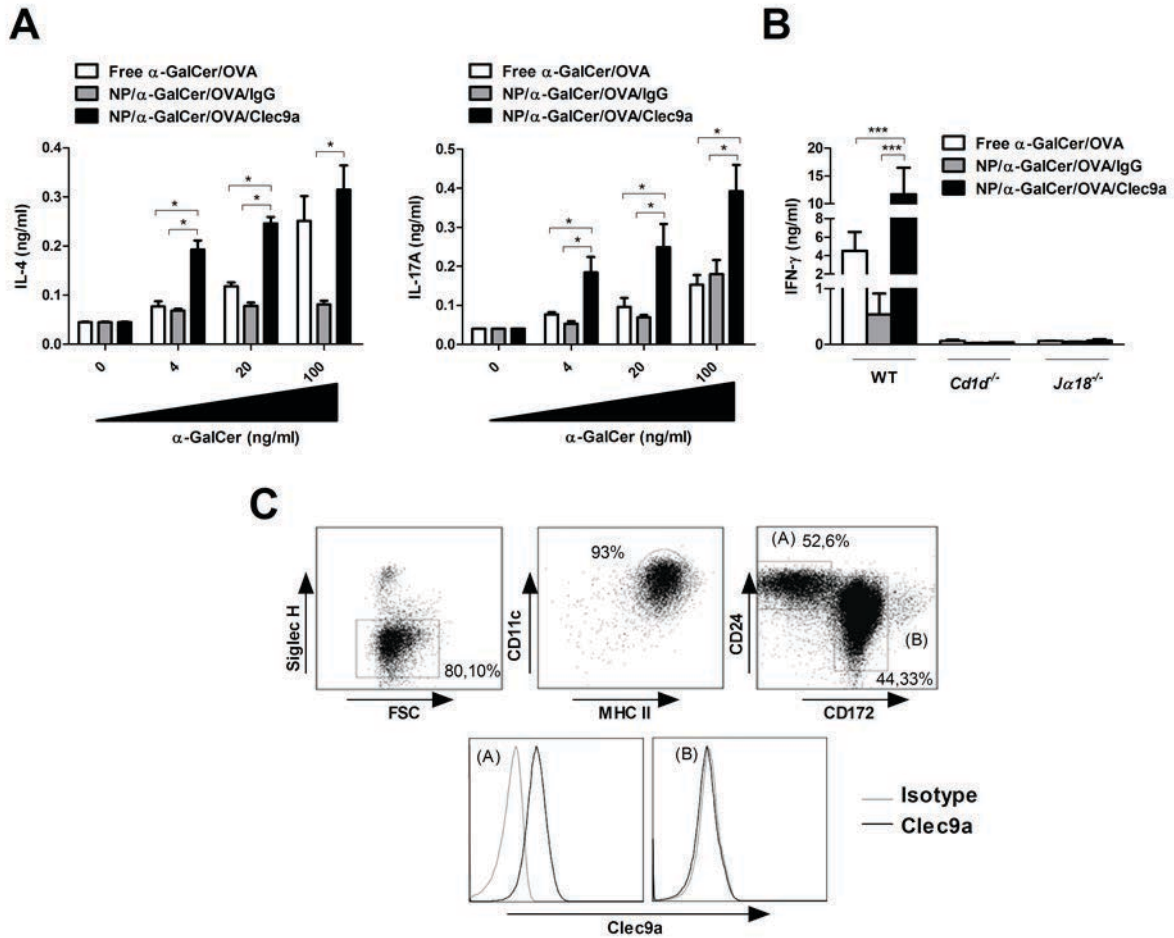 A
Free α-GalCer/OVA
NP/α-GalCer/OVA/IgG
NP/α-GalCer/OVA/Clec9a
IL-4 (ng/ml)
0.4
0.3
0.2
0.1
0.0
*
*
*
*
*
0
4
20
100
α-GalCer (ng/ml)
Free α-GalCer/OVA
NP/α-GalCer/OVA/IgG
NP/α-GalCer/OVA/Clec9a
IL-17A (ng/ml)
0.5
0.4
0.3
0.2
0.1
0.0
*
*
*
*
*
*
0
4
20
100
α-GalCer (ng/ml)
B
Free α-GalCer/OVA
NP/α-GalCer/OVA/IgG
NP/α-GalCer/OVA/Clec9a
IFN-γ (ng/ml)
20
15
10
8
6
4
2
1
0
***
***
WT
Cd1d-/-
Jα18-/-
C
Siglec H
80,10%
FSC
CD11c
93%
MHC II
CD24
(A) 52,6%
(B)
44,33%
CD172
(A)
(B)
Isotype
Clec9a
Clec9a